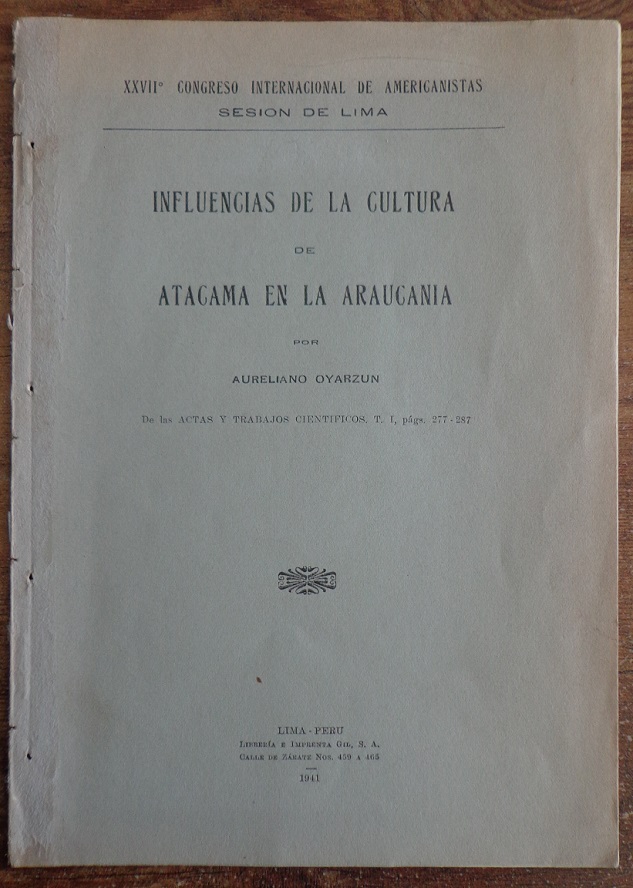 XXVII° CONGRESO INTERNACIONAL DE AMERICANISTAS
SESION DE LIMA
INFLUENCIAS DE LA CULTURA
DE
ATACAMA EN LA ARAUCANIA
POR
AURELIANO OYARZUN
De las ACTAS Y TRABAJOS CIENTIFICOS, T. I, págs. 277-287
LIMA-PERU
LIBRERÍA E IMPRENTA GIL, S. A.
CALLE DE ZÁRATE NOS. 459 A 465
1941